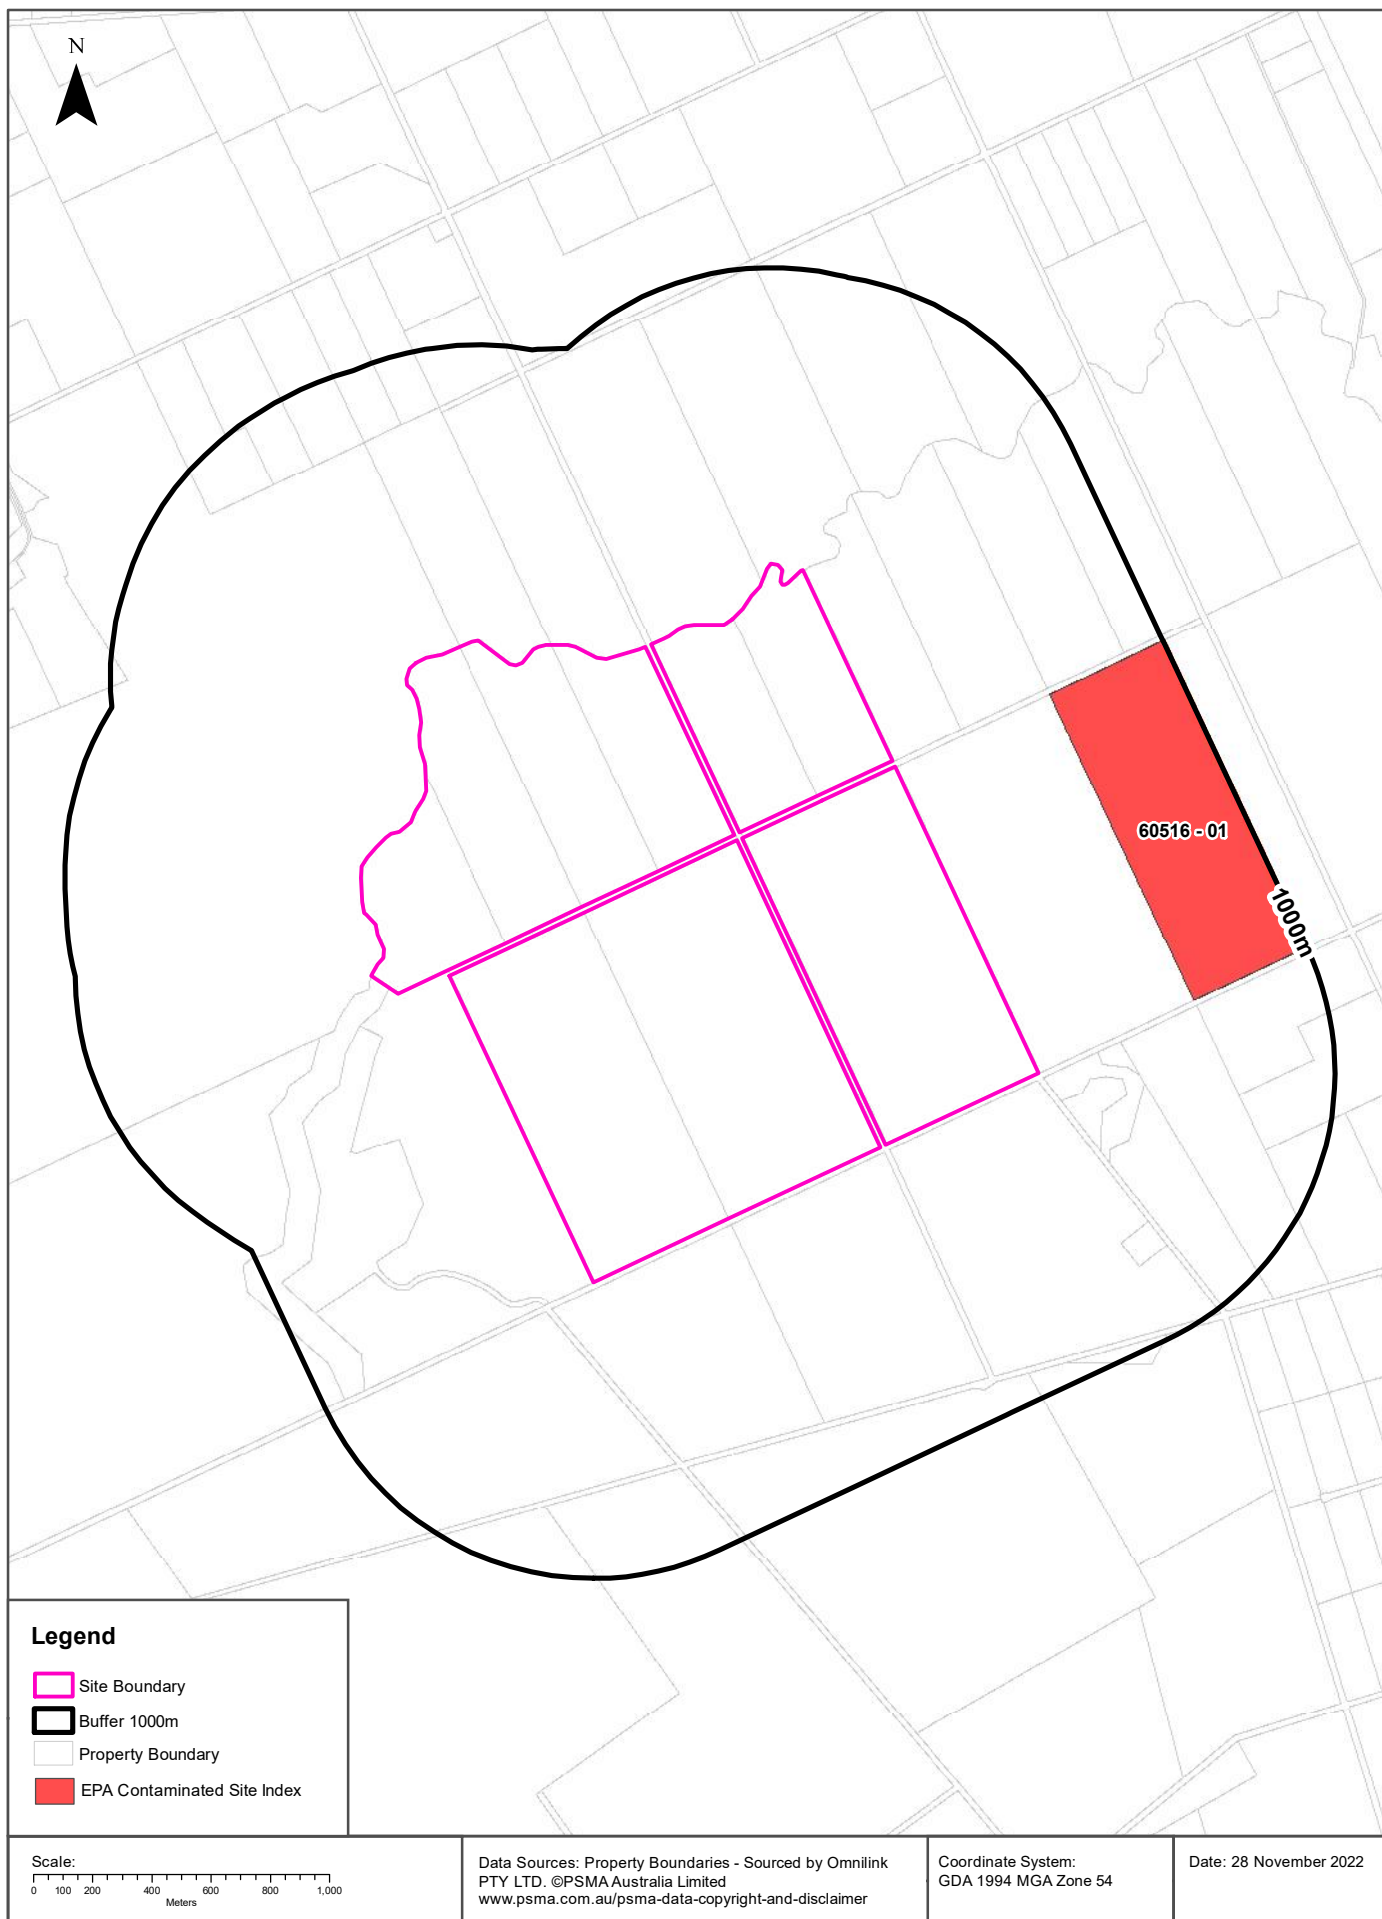 N
60516 - 01
1000m
Legend
Site Boundary
Buffer 1000m
Property Boundary
EPA Contaminated Site Index
Scale:
0 100 200 400 600 800 1,000
Meters
Data Sources: Property Boundaries - Sourced by Omnilink
PTY LTD. ©PSMA Australia Limited
www.psma.com.au/psma-data-copyright-and-disclaimer
Coordinate System:
GDA 1994 MGA Zone 54
Date: 28 November 2022